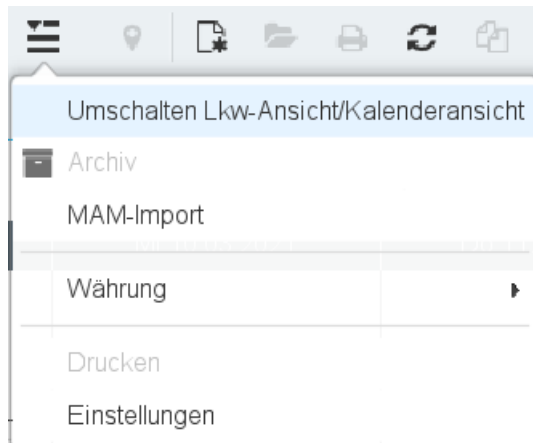 Umschalten Lkw-Ansicht/Kalenderansicht
Archiv
MAM-Import
Währung
Drucken
Einstellungen